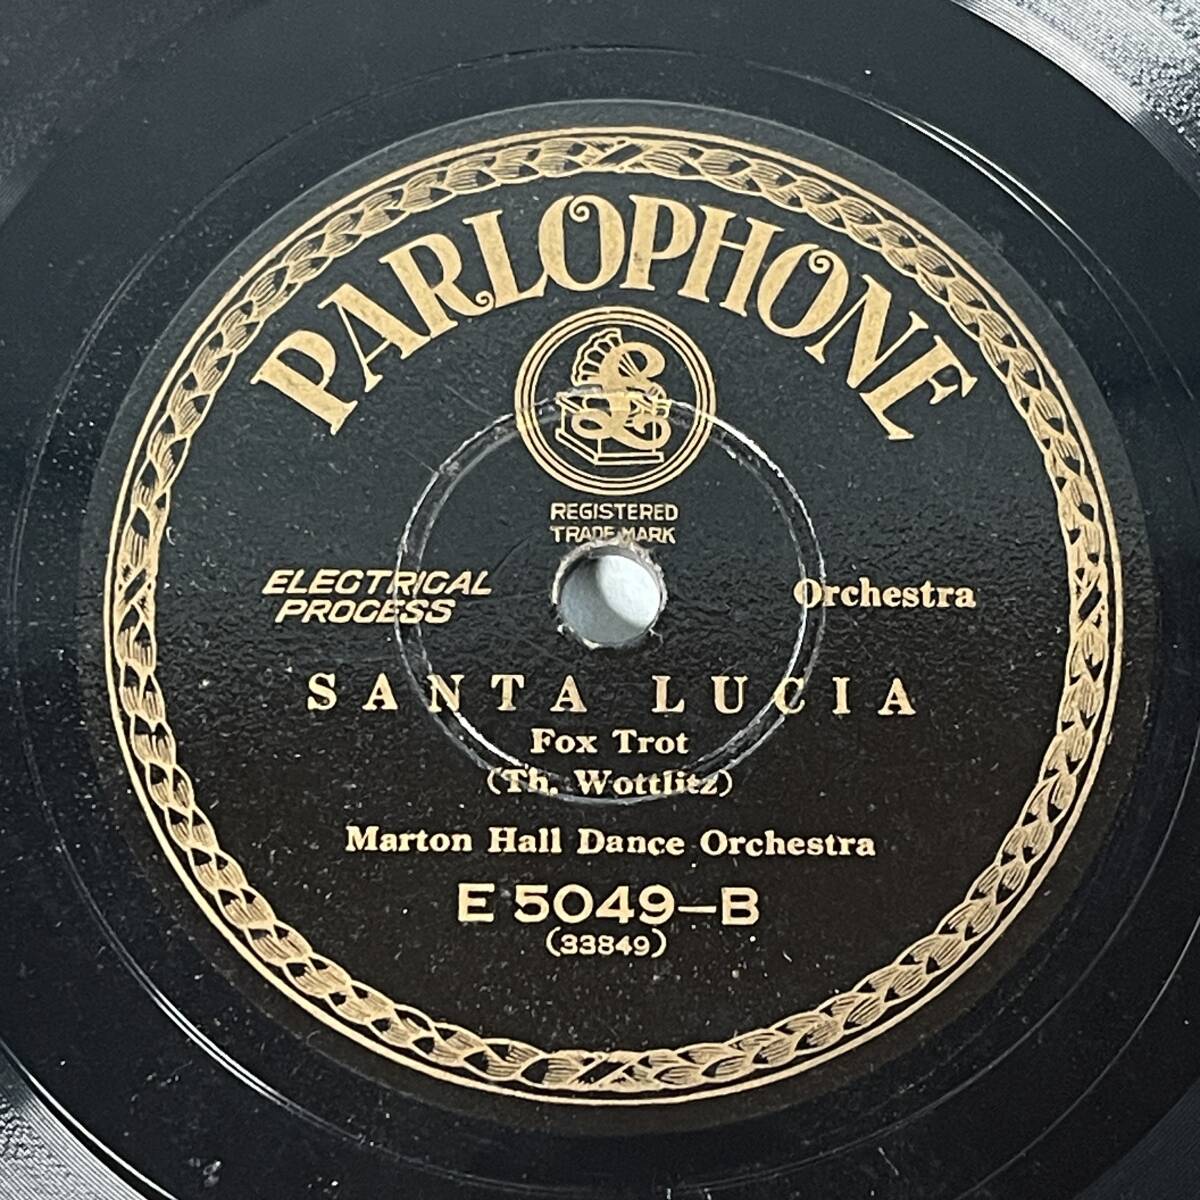 PARLOPHONE
£
REGISTERED
TRADE MARK
ELECTRICAL
PROCESS
Orchestra
SANTA LUCIA
Fox Trot
(Th. Wottlitz)
Marton Hall Dance Orchestra
E 5049-B
(33849)